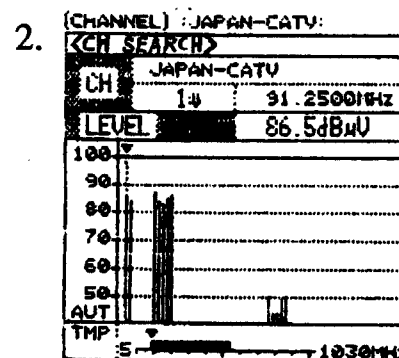 2.
(CHANNEL) :JAPAN-CATV:
<CH SEARCH>
CH JAPAN-CATV
1 91.2500MHz
LEVEL 86.5dBμV
100
90
80
70
60
50
AUT
TMP
5 1030MHz